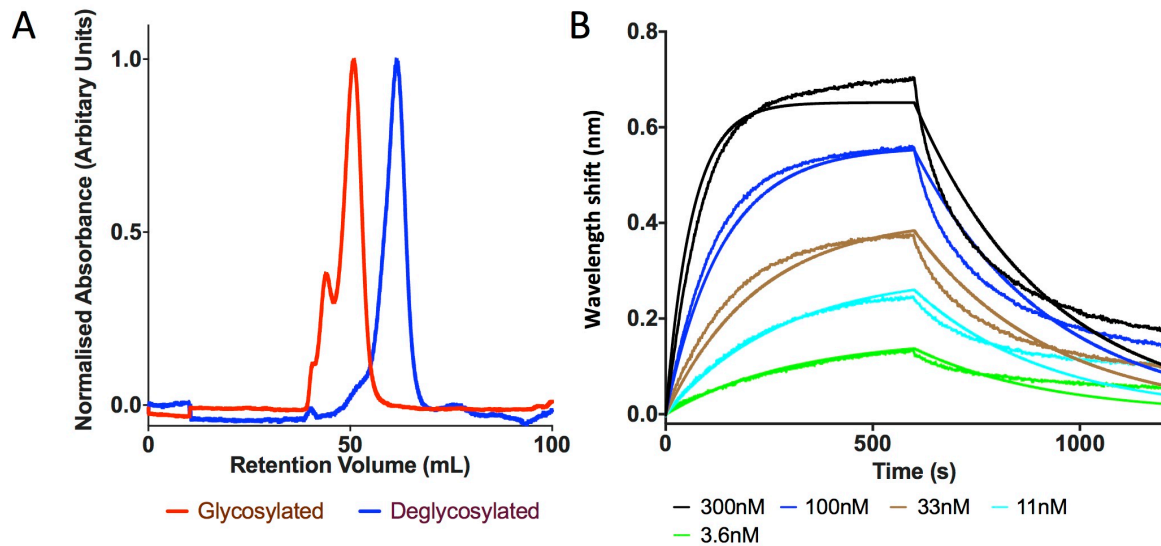 A
Normalised Absorbance (Arbitrary Units)
1.0
0.5
0.0
0 50 100
Retention Volume (mL)
Glycosylated Deglycosylated
B
Wavelength shift (nm)
0.8
0.6
0.4
0.2
0.0
0 500 1000
Time (s)
300nM 100nM 33nM 11nM
3.6nM